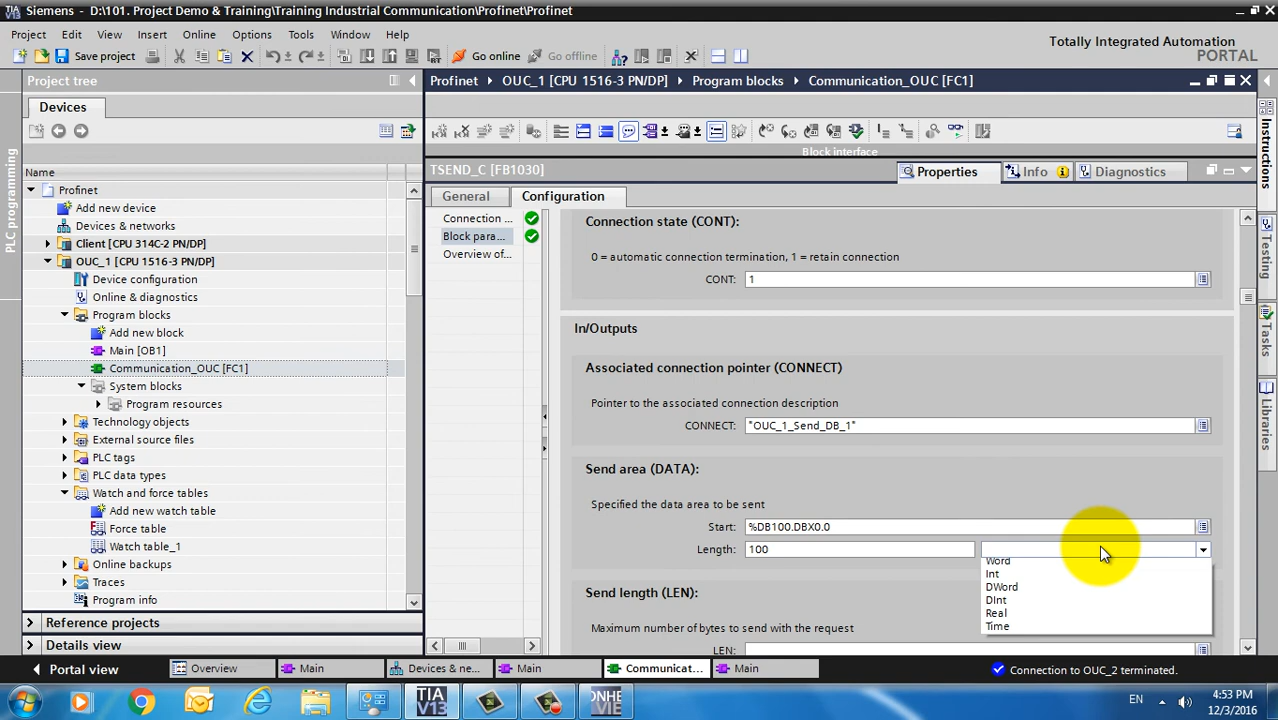 Siemens - D:\101. Project Demo & Training\Training Industrial Communication\Profinet\Profinet
TIA
V13
Project Edit View Insert Online Options Tools Window Help
Totally Integrated Automation
PORTAL
Save project
Go online
Go offline
Project tree
Profinet
OUC_1 [CPU 1516-3 PN/DP]
Program blocks
Communication_OUC [FC1]
Devices
Block interface
Name
TSEND_C [FB1030]
Properties
Info
Diagnostics
General
Configuration
Profinet
Add new device
Devices & networks
Client [CPU 314C-2 PN/DP]
OUC_1 [CPU 1516-3 PN/DP]
Device configuration
Online & diagnostics
Program blocks
Add new block
Main [OB1]
Communication_OUC [FC1]
System blocks
Program resources
Technology objects
External source files
PLC tags
PLC data types
Watch and force tables
Add new watch table
Force table
Watch table_1
Online backups
Traces
Program info
Reference projects
Details view
Connection ...
Block para...
Overview of...
Connection state (CONT):
0 = automatic connection termination, 1 = retain connection
CONT: 1
In/Outputs
Associated connection pointer (CONNECT)
Pointer to the associated connection description
CONNECT: "OUC_1_Send_DB_1"
Send area (DATA):
Specified the data area to be sent
Start: %DB100.DBX0.0
Length: 100
Word
Int
DWord
DInt
Real
Time
Send length (LEN):
Maximum number of bytes to send with the request
LEN:
PLC programming
Instructions
Testing
Tasks
Libraries
Portal view
Overview
Main
Devices & ne...
Main
Communicat...
Main
Connection to OUC_2 terminated.
TIA
V13
ONHE
VIE
EN
4:53 PM
12/3/2016